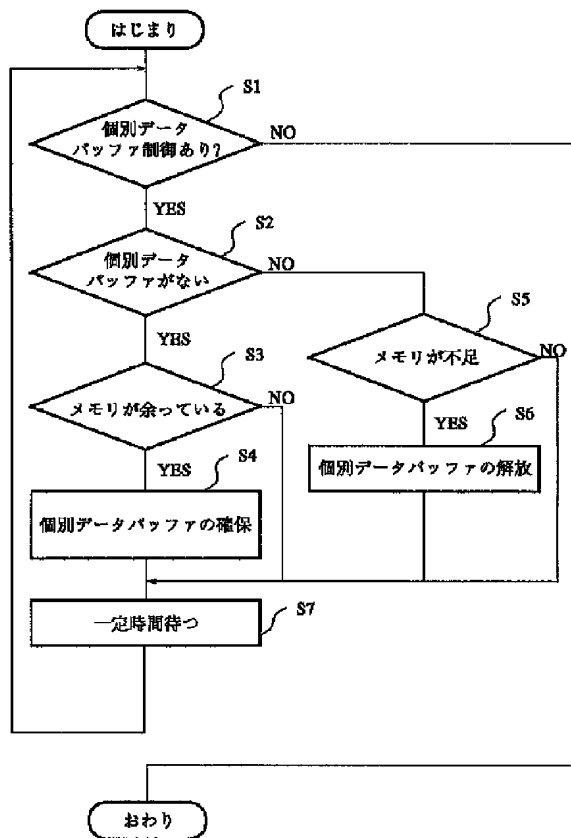 はじまり
S1
個別データ
バッファ制御あり?
NO
YES
S2
個別データ
バッファがない
NO
YES
S5
メモリが不足
NO
S3
メモリが余っている
NO
YES
S6
個別データバッファの解放
YES
S4
個別データバッファの確保
S7
一定時間待つ
おわり